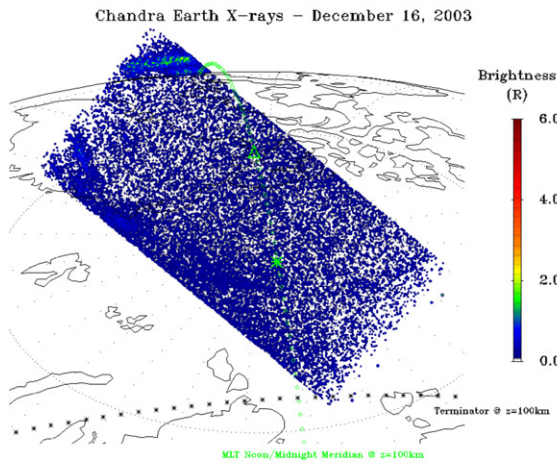 Chandra Earth X-rays - December 16, 2003
Brightness
(R)
6.0
4.0
2.0
0.0
Terminator @ z=100km
MLT Noon/Midnight Meridian @ z=100km